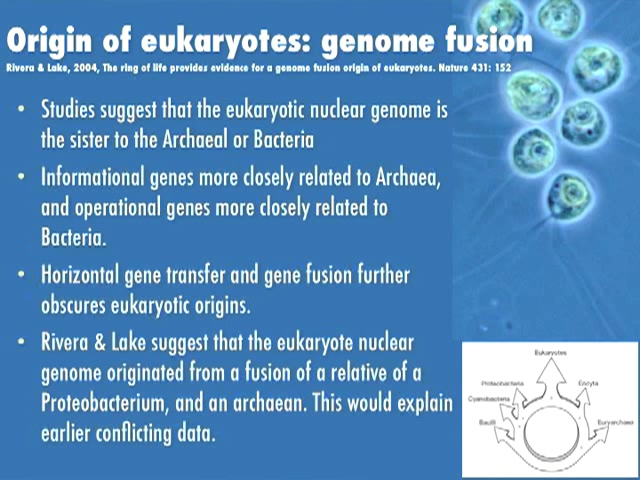 Origin of eukaryotes: genome fusion
Rivera & Lake, 2004, The ring of life provides evidence for a genome fusion origin of eukaryotes. Nature 431: 152
• Studies suggest that the eukaryotic nuclear genome is
the sister to the Archaeal or Bacteria
• Informational genes more closely related to Archaea,
and operational genes more closely related to
Bacteria.
• Horizontal gene transfer and gene fusion further
obscures eukaryotic origins.
• Rivera & Lake suggest that the eukaryote nuclear
genome originated from a fusion of a relative of a
Proteobacterium, and an archaean. This would explain
earlier conflicting data.
Eukaryotes
Proteobacteria
Eocyta
Cyanobacteria
Bacilli
Euryarchaea